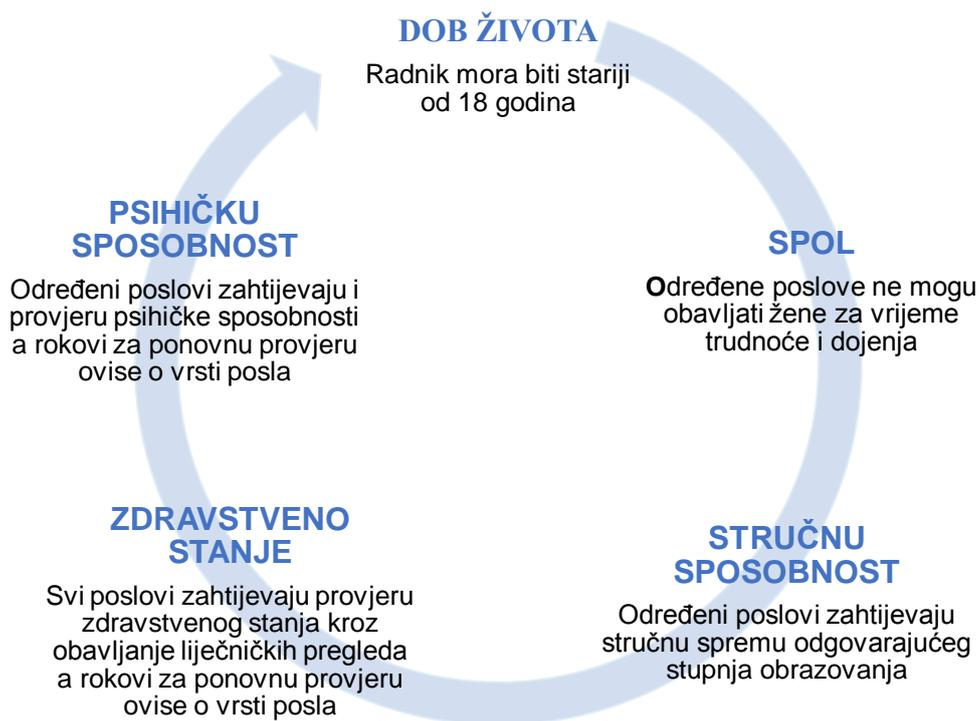 DOB ŽIVOTA
Radnik mora biti stariji
od 18 godina
SPOL
Određene poslove ne mogu
obavljati žene za vrijeme
trudnoće i dojenja
STRUČNU
SPOSOBNOST
Određeni poslovi zahtijevaju
stručnu spremu odgovarajućeg
stupnja obrazovanja
ZDRAVSTVENO
STANJE
Svi poslovi zahtijevaju provjeru
zdravstvenog stanja kroz
obavljanje liječničkih pregleda
a rokovi za ponovnu provjeru
ovise o vrsti posla
PSIHIČKU
SPOSOBNOST
Određeni poslovi zahtijevaju i
provjeru psihičke sposobnosti
a rokovi za ponovnu provjeru
ovise o vrsti posla